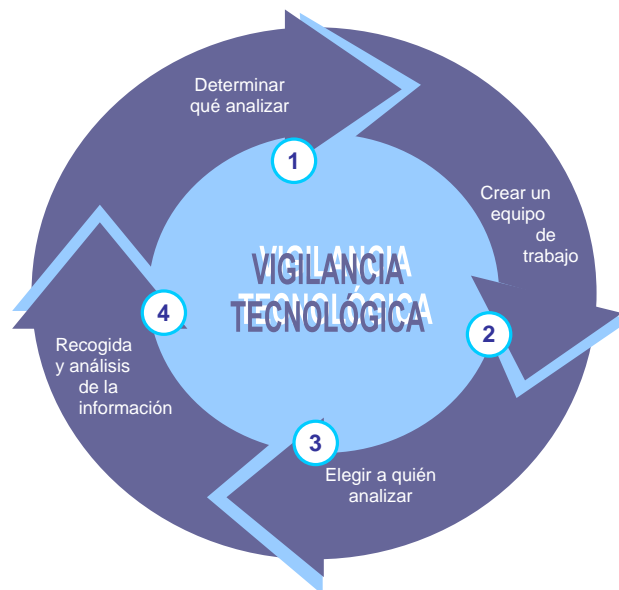 Determinar
qué analizar
1
Crear un
equipo
de
trabajo
VIGILANCIA
TECNOLÓGICA
2
4
Recogida
y análisis
de la
información
3
Elegir a quién
analizar